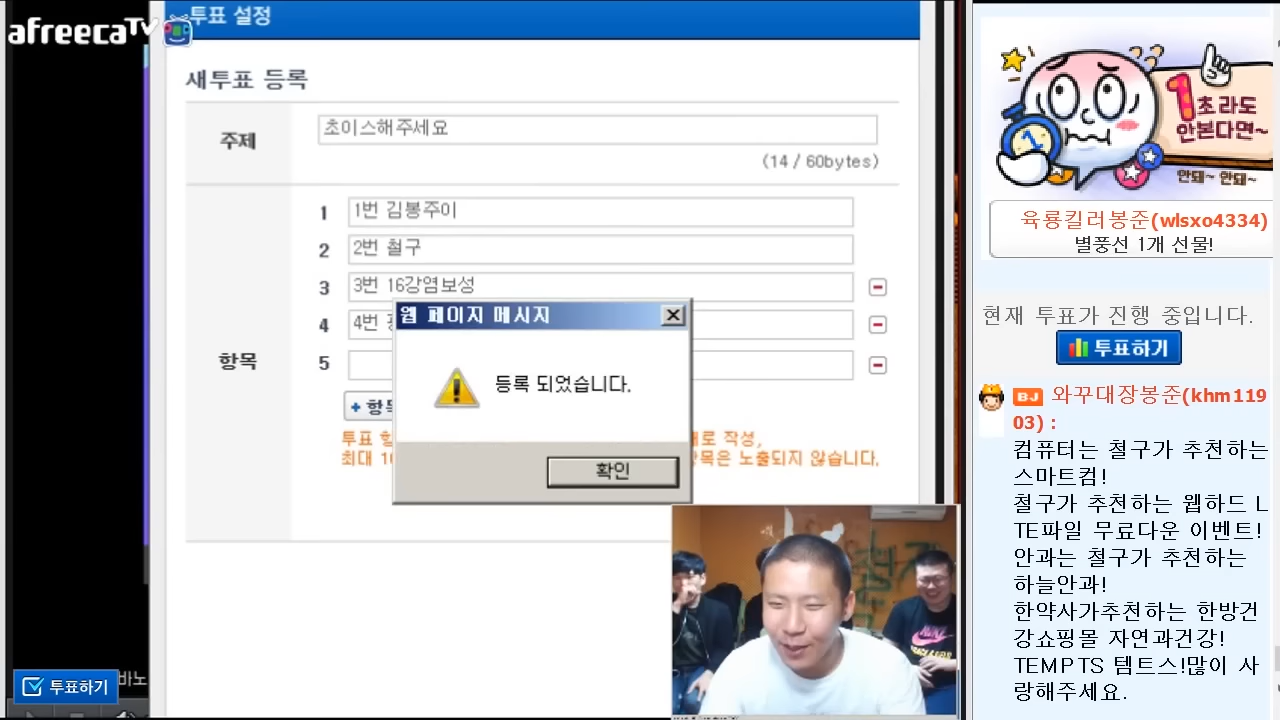 afreecaTV
투표 설정
새투표 등록
주제
초이스해주세요
(14 / 60bytes)
항목
1
1번 김봉주이
2
2번 철구
3
3번 16강염보성
4
4번
5
웹 페이지 메시지
등록 되었습니다.
확인
+ 항목
투표 항
로 작성,
최대 10
항목은 노출되지 않습니다.
투표하기
1초라도
안본다면~
안돼~ 안돼~
육룡킬러봉준(wlsxo4334)
별풍선 1개 선물!
현재 투표가 진행 중입니다.
투표하기
BJ 와꾸대장봉준(khm119
03) :
컴퓨터는 철구가 추천하는
스마트컴!
철구가 추천하는 웹하드 L
TE파일 무료다운 이벤트!
안과는 철구가 추천하는
하늘안과!
한약사가추천하는 한방건
강쇼핑몰 자연과건강!
TEMPTS 템트스!많이 사
랑해주세요.